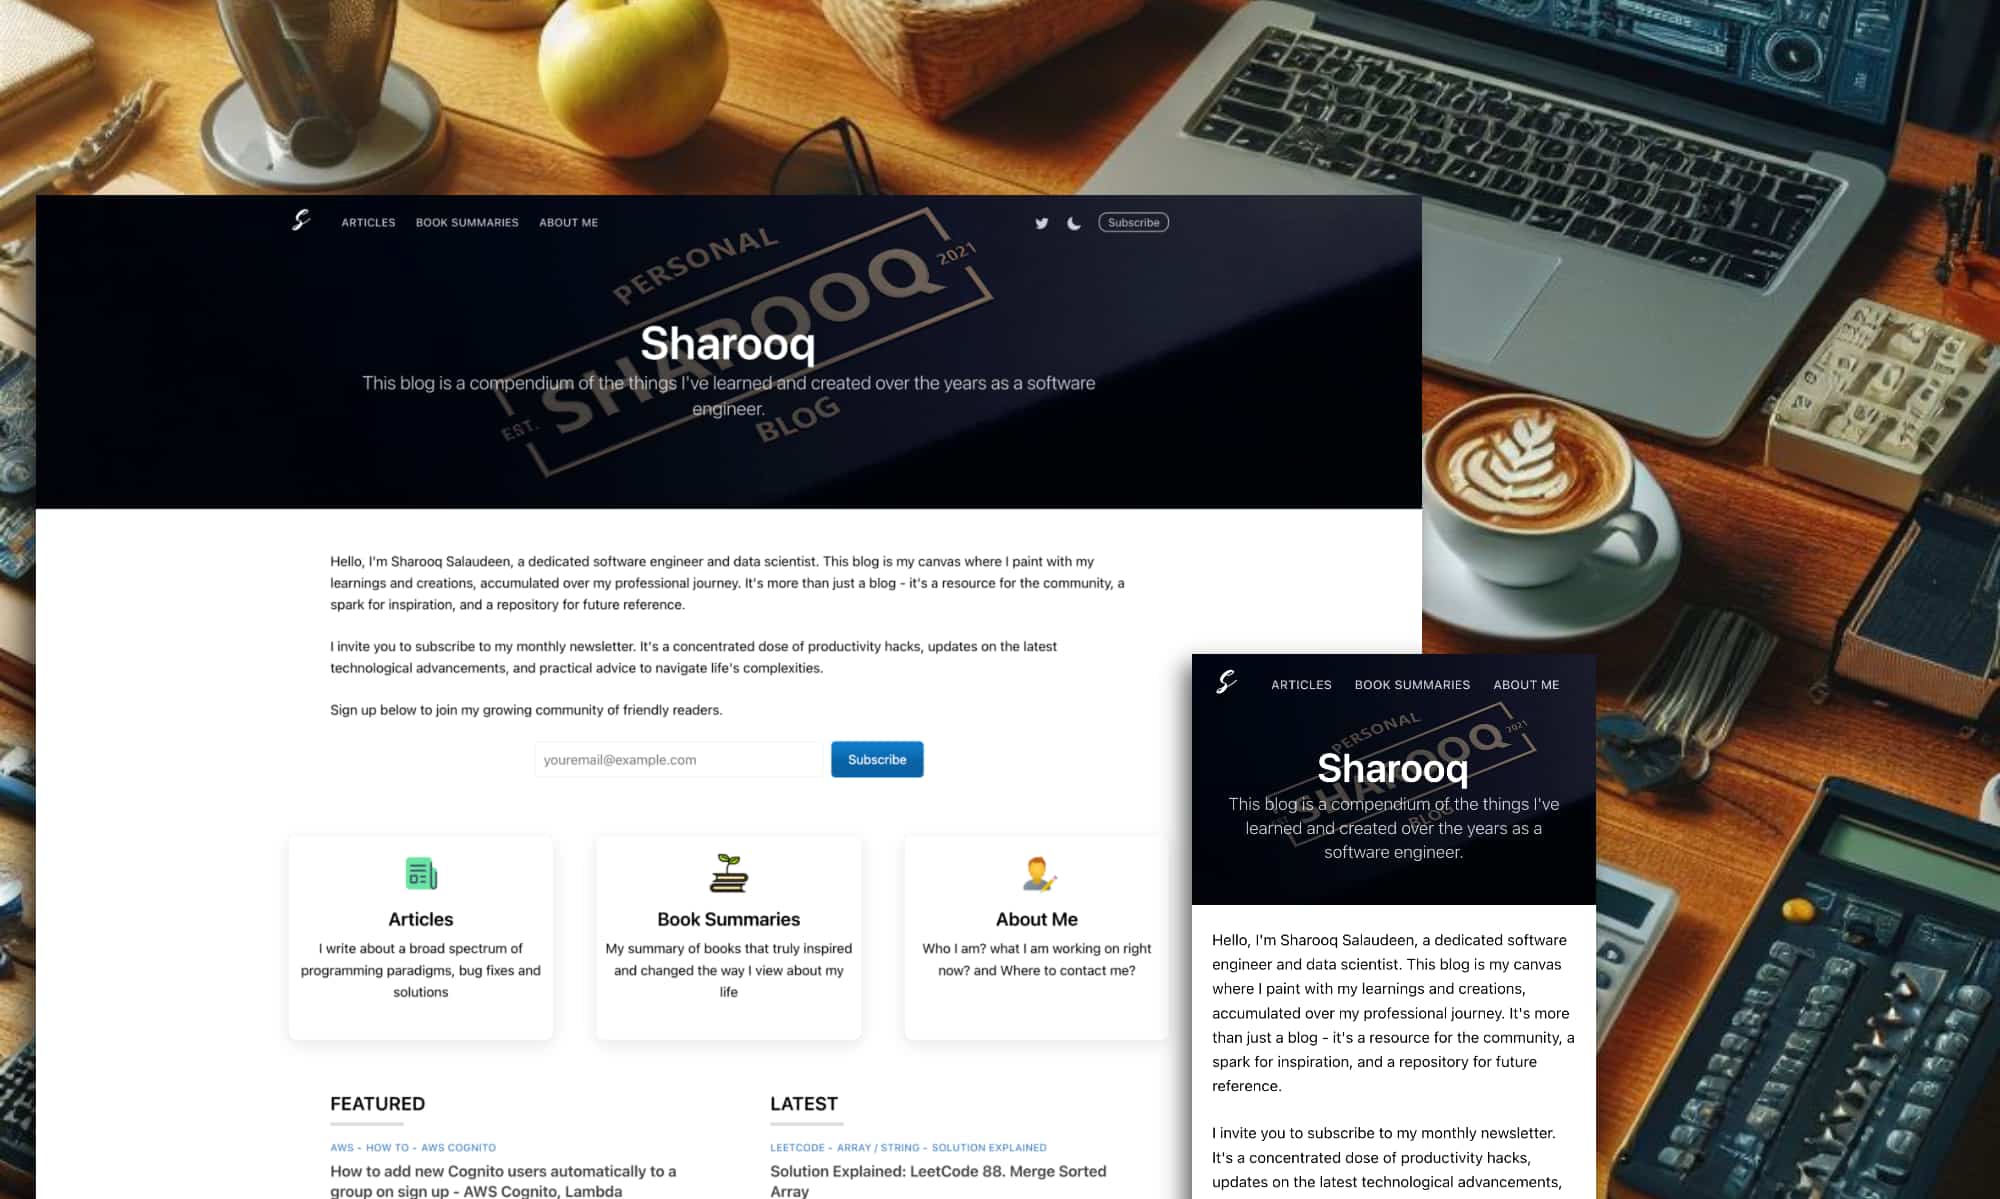 ARTICLES BOOK SUMMARIES ABOUT ME Subscribe
PERSONAL
SHAROOQ 2021
EST.
BLOG
Sharooq
This blog is a compendium of the things I've learned and created over the years as a software
engineer.
Hello, I'm Sharooq Salaudeen, a dedicated software engineer and data scientist. This blog is my canvas where I paint with my
learnings and creations, accumulated over my professional journey. It's more than just a blog - it's a resource for the community, a
spark for inspiration, and a repository for future reference.
I invite you to subscribe to my monthly newsletter. It's a concentrated dose of productivity hacks, updates on the latest
technological advancements, and practical advice to navigate life's complexities.
Sign up below to join my growing community of friendly readers.
youremail@example.com Subscribe
Articles
I write about a broad spectrum of
programming paradigms, bug fixes and
solutions
Book Summaries
My summary of books that truly inspired
and changed the way I view about my
life
About Me
Who I am? what I am working on right
now? and Where to contact me?
FEATURED
AWS - HOW TO - AWS COGNITO
How to add new Cognito users automatically to a
group on sign up - AWS Cognito, Lambda
LATEST
LEETCODE - ARRAY / STRING - SOLUTION EXPLAINED
Solution Explained: LeetCode 88. Merge Sorted
Array
ARTICLES BOOK SUMMARIES ABOUT ME
PERSONAL
SHAROOQ 2021
BLOG
Sharooq
This blog is a compendium of the things I've
learned and created over the years as a
software engineer.
Hello, I'm Sharooq Salaudeen, a dedicated software
engineer and data scientist. This blog is my canvas
where I paint with my learnings and creations,
accumulated over my professional journey. It's more
than just a blog - it's a resource for the community, a
spark for inspiration, and a repository for future
reference.
I invite you to subscribe to my monthly newsletter.
It's a concentrated dose of productivity hacks,
updates on the latest technological advancements,